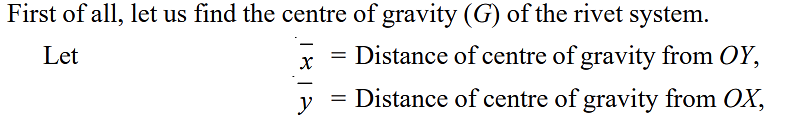 First of all, let us find the centre of gravity (G) of the rivet system.
Let x̅ = Distance of centre of gravity from OY,
y̅ = Distance of centre of gravity from OX,